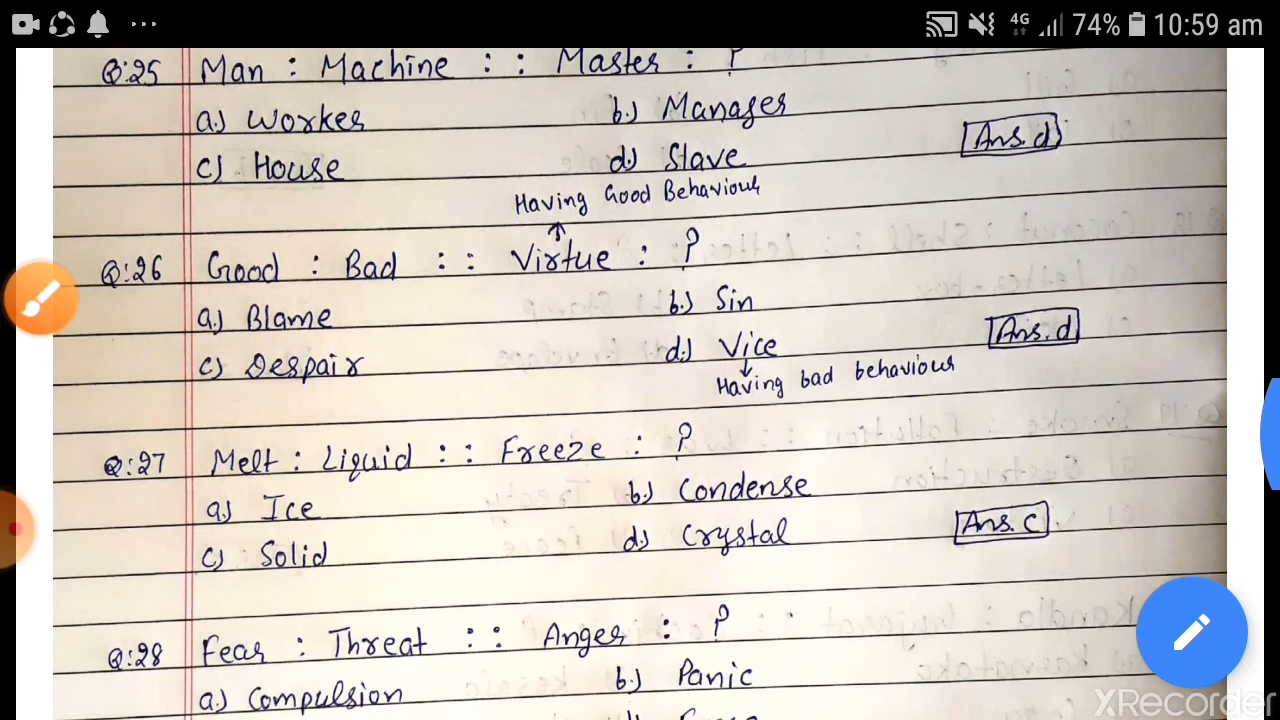 4G 74% 10:59 am
Q:25 Man : Machine : : Master : ?
a.) Worker b.) Manager
c) House d.) Slave
Ans. d
Having Good Behaviour
Q:26 Good : Bad : : Virtue : ?
a.) Blame b.) Sin
c) Despair d.) Vice
Ans. d
Having bad behaviour
Q:27 Melt : Liquid : : Freeze : ?
a.) Ice b.) Condense
c) Solid d.) Crystal
Ans. c
Q:28 Fear : Threat : : Anger : ?
a.) Compulsion b.) Panic
XRecorder